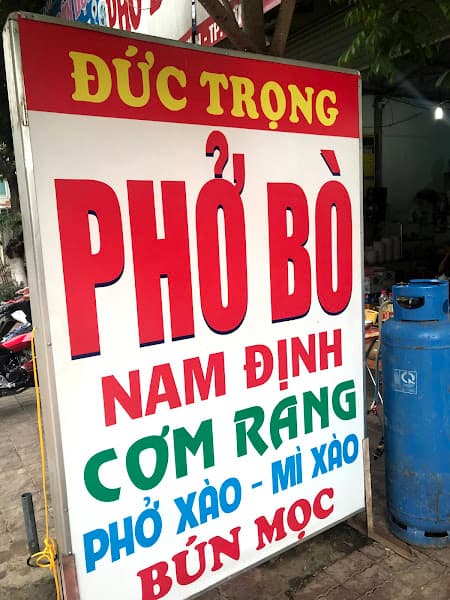 ĐỨC TRỌNG
PHỞ BÒ
NAM ĐỊNH
CƠM RANG
PHỞ XÀO - MÌ XÀO
BÚN MỌC